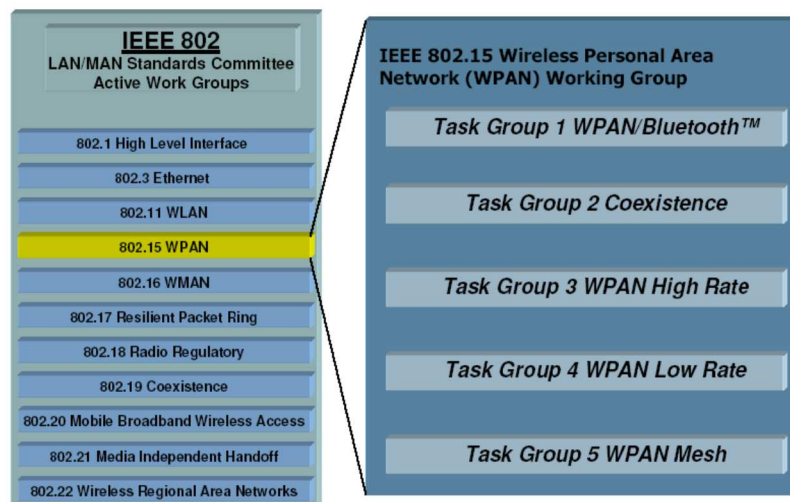 IEEE 802
LAN/MAN Standards Committee
Active Work Groups
802.1 High Level Interface
802.3 Ethernet
802.11 WLAN
802.15 WPAN
802.16 WMAN
802.17 Resilient Packet Ring
802.18 Radio Regulatory
802.19 Coexistence
802.20 Mobile Broadband Wireless Access
802.21 Media Independent Handoff
802.22 Wireless Regional Area Networks
IEEE 802.15 Wireless Personal Area
Network (WPAN) Working Group
Task Group 1 WPAN/Bluetooth™
Task Group 2 Coexistence
Task Group 3 WPAN High Rate
Task Group 4 WPAN Low Rate
Task Group 5 WPAN Mesh